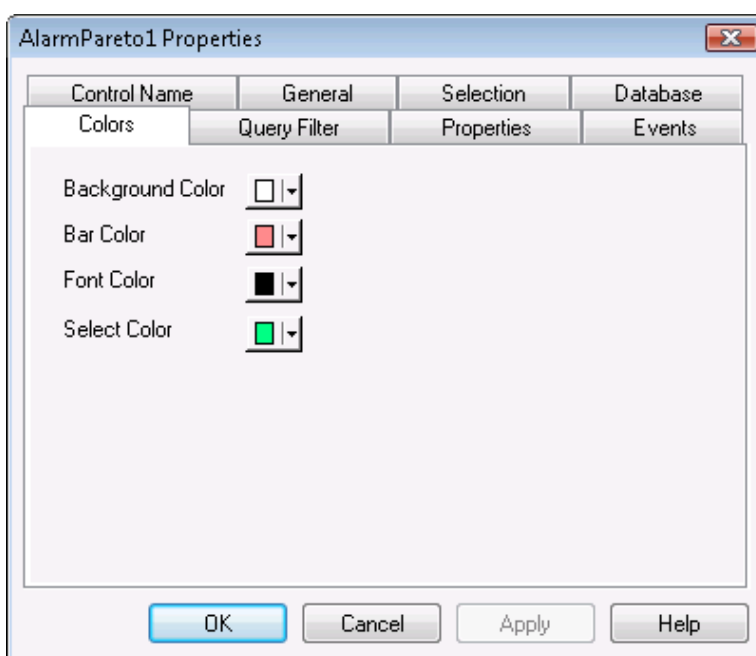 AlarmPareto1 Properties
Control Name General Selection Database
Colors Query Filter Properties Events
Background Color
Bar Color
Font Color
Select Color
OK Cancel Apply Help